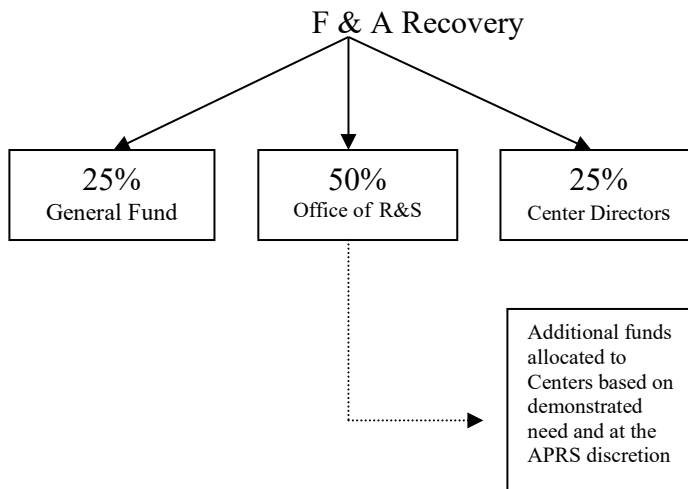 F & A Recovery
25%
General Fund
50%
Office of R&S
25%
Center Directors
Additional funds
allocated to
Centers based on
demonstrated
need and at the
APRS discretion